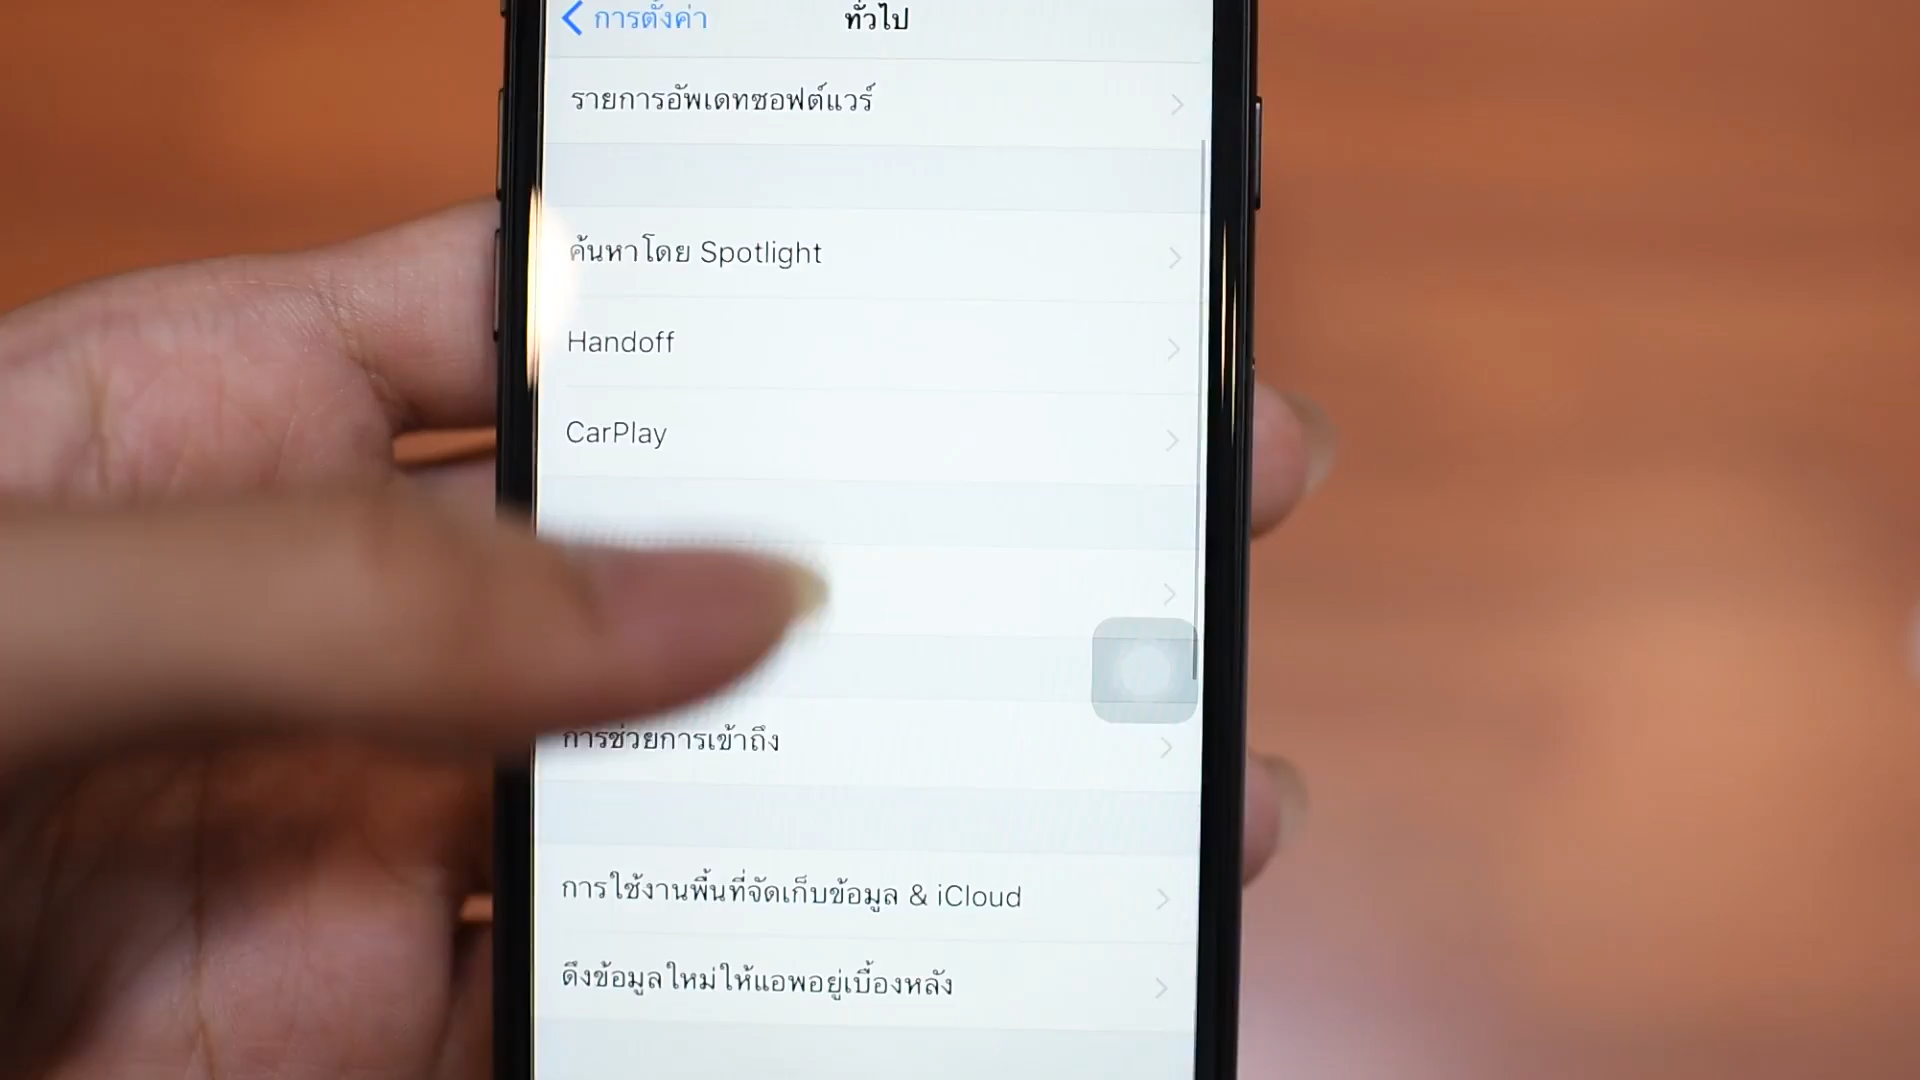 การตั้งค่า
ทั่วไป
รายการอัพเดทซอฟต์แวร์
ค้นหาโดย Spotlight
Handoff
CarPlay
การช่วยการเข้าถึง
การใช้งานพื้นที่จัดเก็บข้อมูล & iCloud
ดึงข้อมูลใหม่ให้แอพอยู่เบื้องหลัง